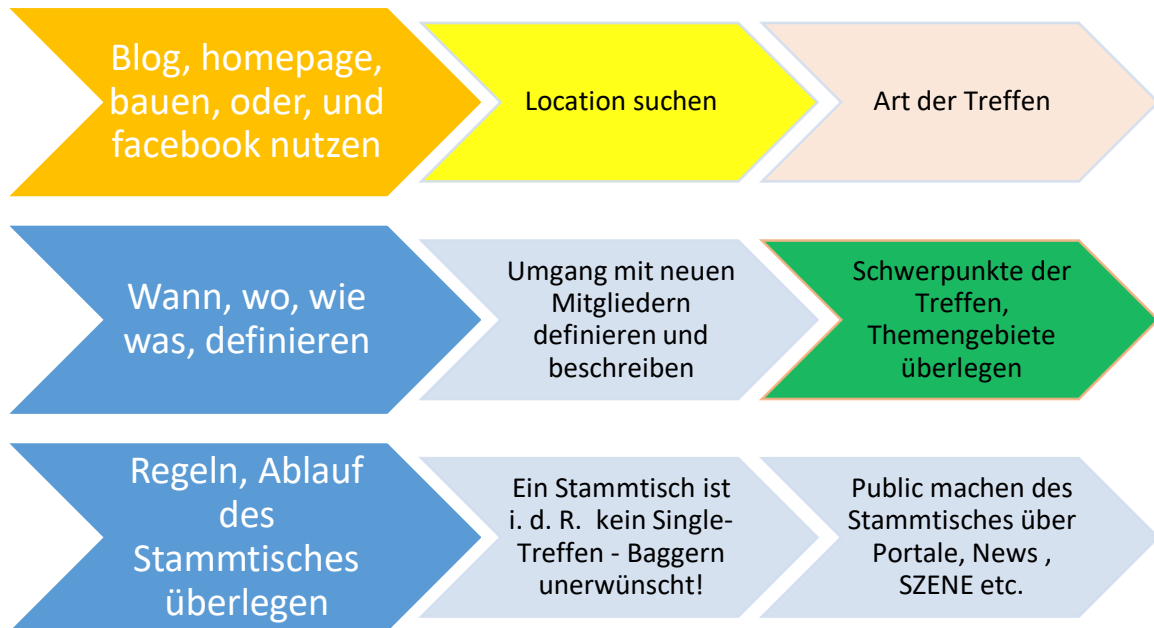 Blog, homepage,
bauen, oder, und
facebook nutzen
Location suchen
Art der Treffen
Wann, wo, wie
was, definieren
Umgang mit neuen
Mitgliedern
definieren und
beschreiben
Schwerpunkte der
Treffen,
Themengebiete
überlegen
Regeln, Ablauf
des
Stammtisches
überlegen
Ein Stammtisch ist
i. d. R. kein Single-
Treffen - Baggern
unerwünscht!
Public machen des
Stammtisches über
Portale, News ,
SZENE etc.